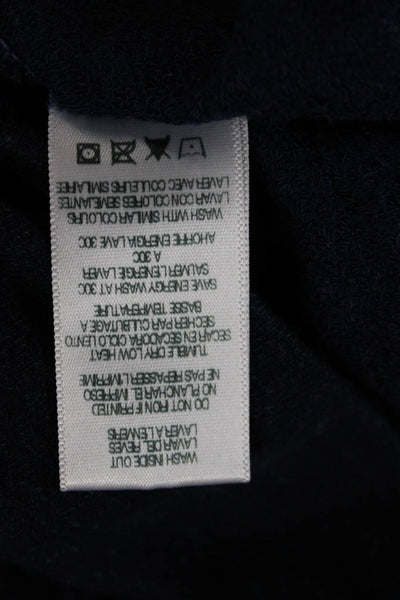 WASH INSIDE OUT
LAVAR DEL REVES
LAVER A L'ENVERS
DO NOT IRON IF PRINTED
NO PLANCHAR EL IMPRESO
NE PAS REPASSER L'IMPRIME
TUMBLE DRY LOW HEAT
SECAR EN SECADORA CICLO LENTO
SECHER PAR CULBUTAGE A
BASSE TEMPERATURE
SAVE ENERGY WASH AT 30C
SAUVER L'ENERGIE LAVER
A 30C
AHORRE ENERGÍA LAVE 30C
WASH WITH SIMILAR COLOURS
LAVAR CON COLORES SEMEJANTES
LAVER AVEC COULEURS SIMILAIRES